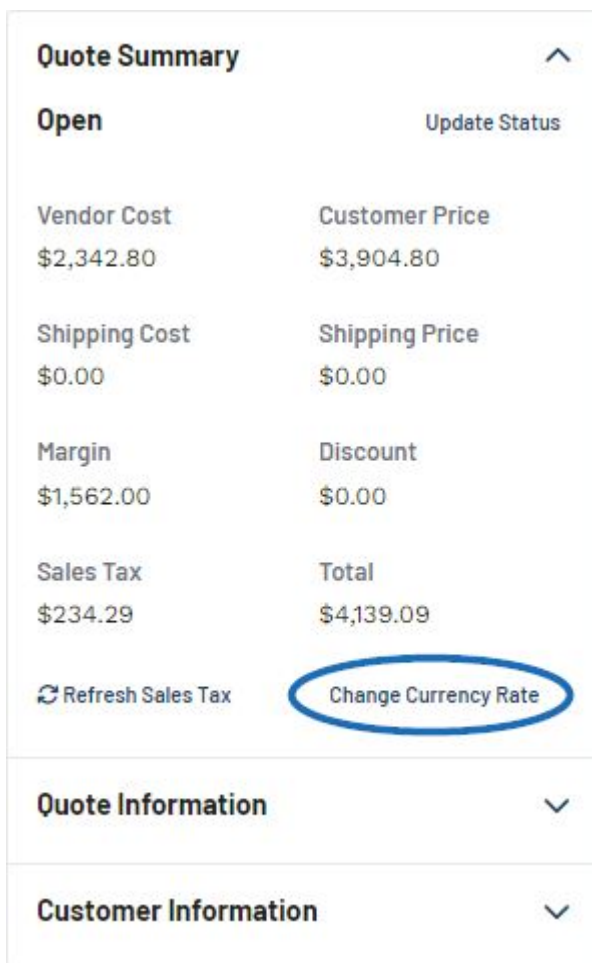 Quote Summary
Open Update Status
Vendor Cost Customer Price
$2,342.80 $3,904.80
Shipping Cost Shipping Price
$0.00 $0.00
Margin Discount
$1,562.00 $0.00
Sales Tax Total
$234.29 $4,139.09
Refresh Sales Tax Change Currency Rate
Quote Information
Customer Information